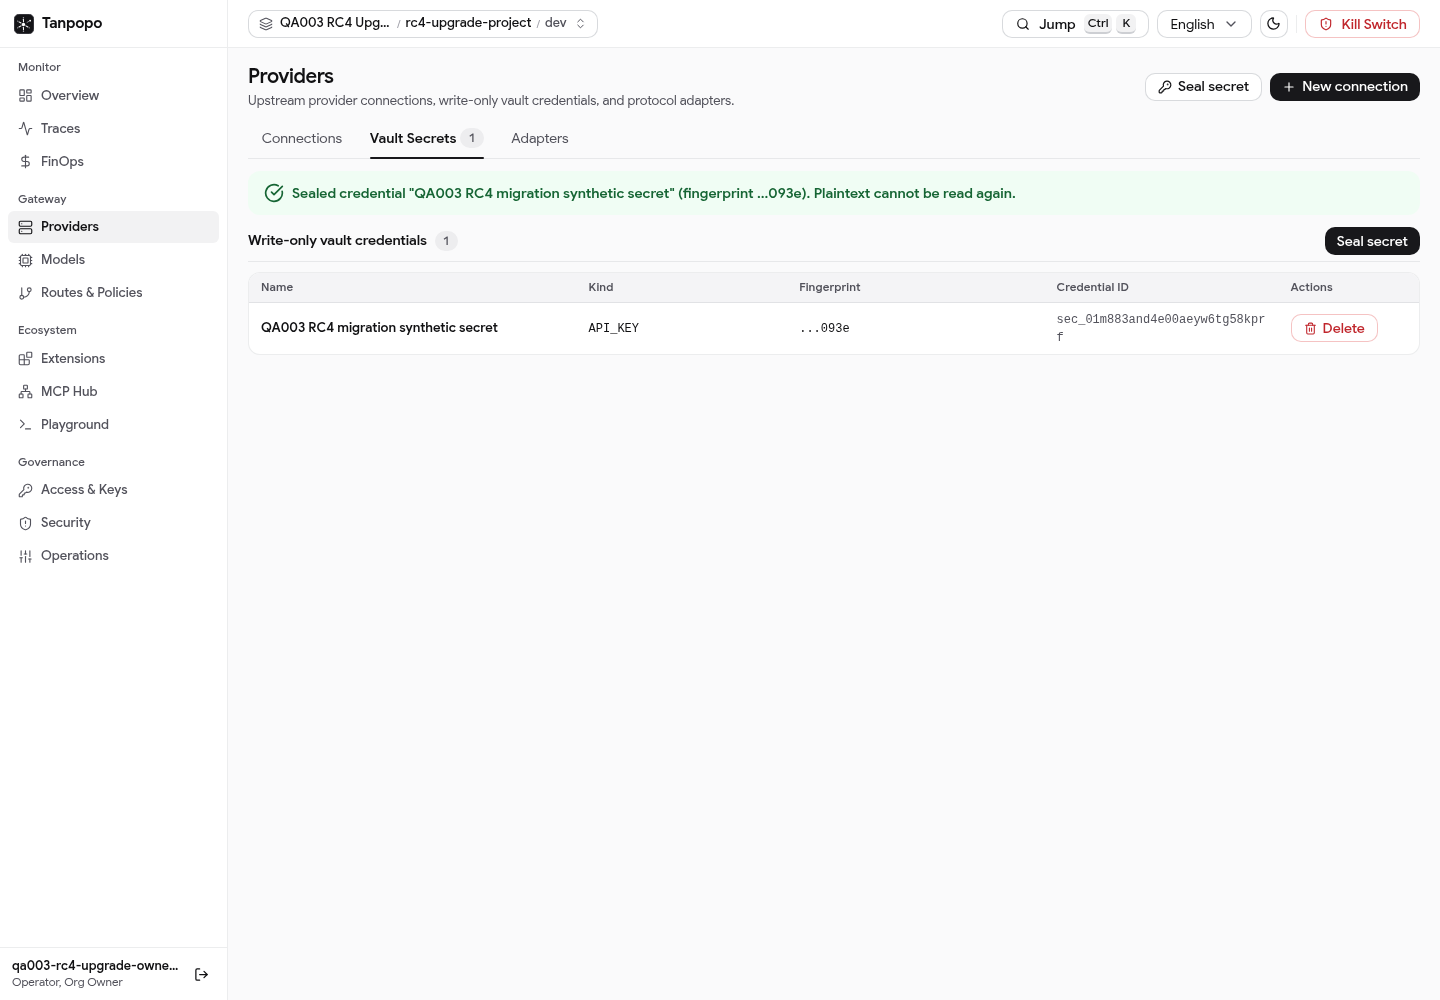 Tanpopo
QA003 RC4 Upg... / rc4-upgrade-project / dev
Jump Ctrl K
English
Kill Switch
Monitor
Overview
Traces
FinOps
Gateway
Providers
Models
Routes & Policies
Ecosystem
Extensions
MCP Hub
Playground
Governance
Access & Keys
Security
Operations
qa003-rc4-upgrade-owne...
Operator, Org Owner
Providers
Upstream provider connections, write-only vault credentials, and protocol adapters.
Seal secret
New connection
Connections Vault Secrets 1 Adapters
Sealed credential "QA003 RC4 migration synthetic secret" (fingerprint ...093e). Plaintext cannot be read again.
Write-only vault credentials 1
Seal secret
Name Kind Fingerprint Credential ID Actions
QA003 RC4 migration synthetic secret API_KEY ...093e sec_01m883and4e00aeyw6tg58kpr
f
Delete